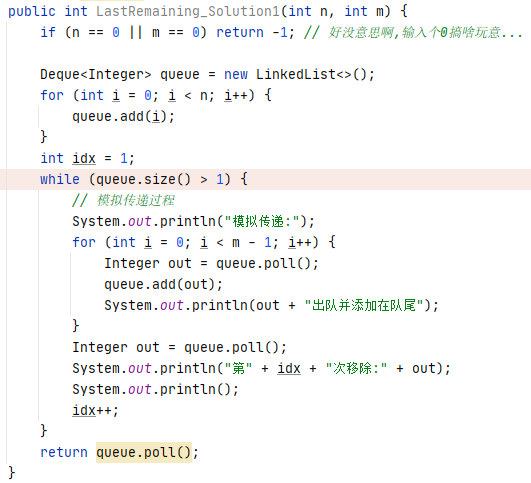 public int LastRemaining_Solution1(int n, int m) {
    if (n == 0 || m == 0) return -1; // 好没意思啊,输入个0搞啥玩意...

    Deque<Integer> queue = new LinkedList<>();
    for (int i = 0; i < n; i++) {
        queue.add(i);
    }
    int idx = 1;
    while (queue.size() > 1) {
        // 模拟传递过程
        System.out.println("模拟传递:");
        for (int i = 0; i < m - 1; i++) {
            Integer out = queue.poll();
            queue.add(out);
            System.out.println(out + "出队并添加在队尾");
        }
        Integer out = queue.poll();
        System.out.println("第" + idx + "次移除:" + out);
        System.out.println();
        idx++;
    }
    return queue.poll();
}